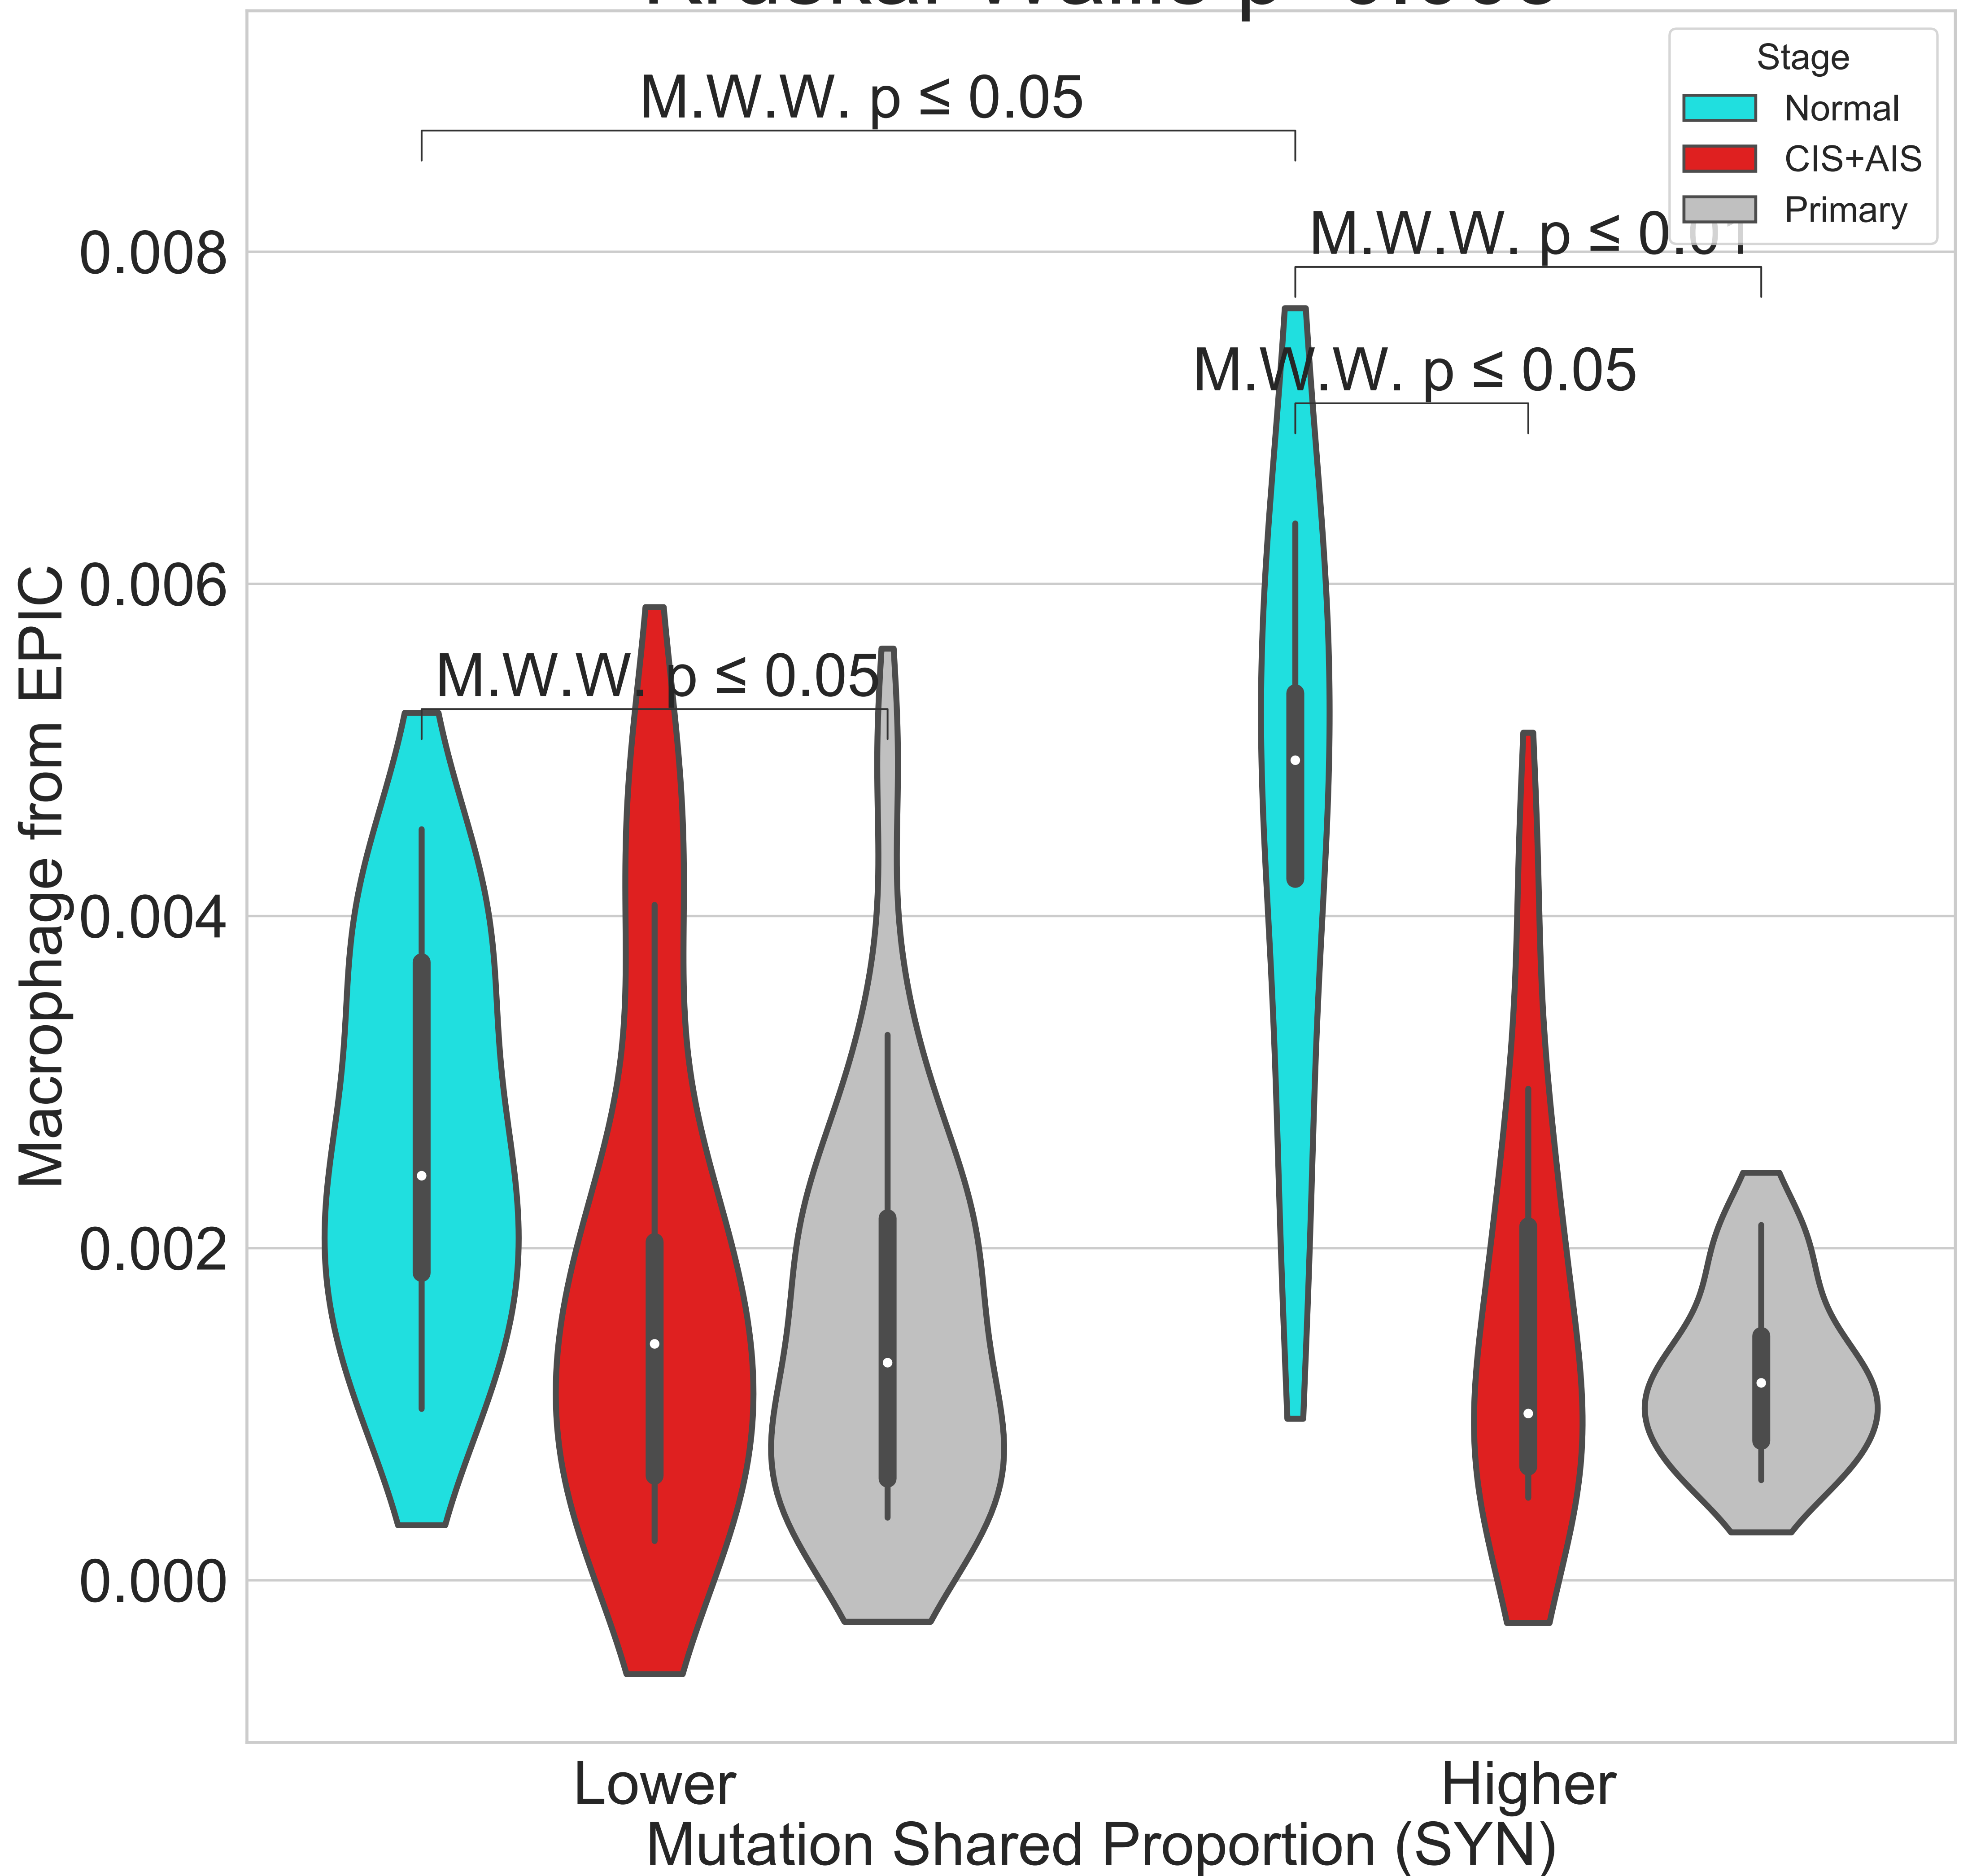 M.W.W. p ≤ 0.05
Stage
Normal
CIS+AIS
Primary
M.W.W. p ≤ 0.01
M.W.W. p ≤ 0.05
M.W.W. p ≤ 0.05
0.008
0.006
0.004
0.002
0.000
Macrophage from EPIC
Lower
Higher
Mutation Shared Proportion (SYN)